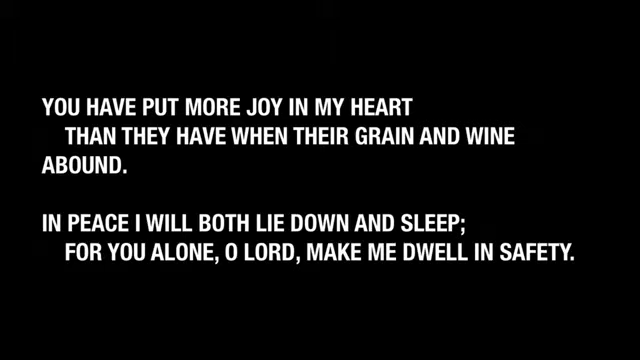 YOU HAVE PUT MORE JOY IN MY HEART
THAN THEY HAVE WHEN THEIR GRAIN AND WINE
ABOUND.
IN PEACE I WILL BOTH LIE DOWN AND SLEEP;
FOR YOU ALONE, O LORD, MAKE ME DWELL IN SAFETY.